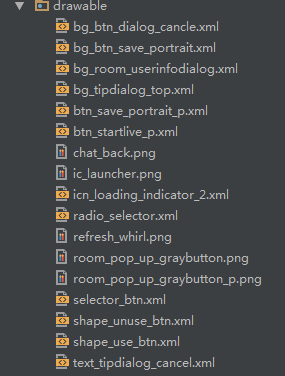 drawable
bg_btn_dialog_cancle.xml
bg_btn_save_portrait.xml
bg_room_userinfodialog.xml
bg_tipdialog_top.xml
btn_save_portrait_p.xml
btn_startlive_p.xml
chat_back.png
ic_launcher.png
icn_loading_indicator_2.xml
radio_selector.xml
refresh_whirl.png
room_pop_up_graybutton.png
room_pop_up_graybutton_p.png
selector_btn.xml
shape_unuse_btn.xml
shape_use_btn.xml
text_tipdialog_cancel.xml